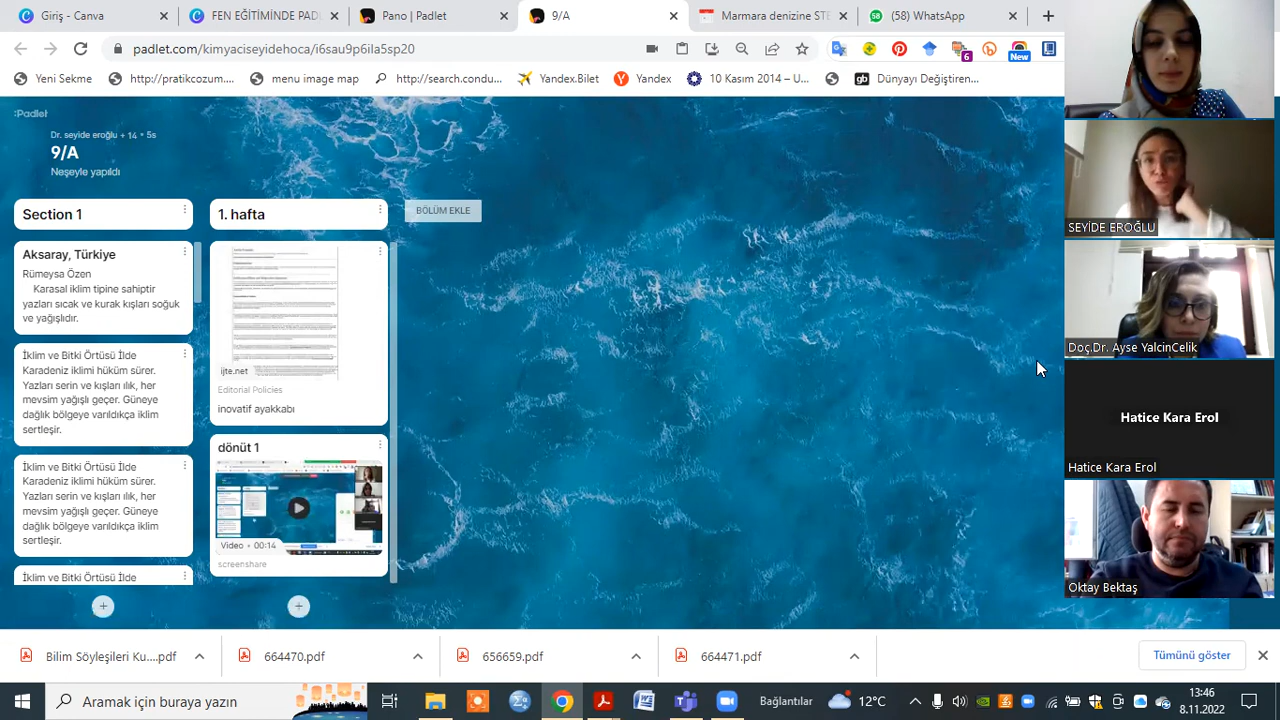 Giriş - Canva
FEN EĞİTİMİNDE PADL
Pano | Padlet
9/A
Marmara denizine STE
(58) WhatsApp
padlet.com/kimyaciseyidehoca/i6sau9p6ila5sp20
6
New
Yeni Sekme
http://pratikcozum....
menu image map
http://search.condu...
Yandex.Bilet
Yandex
10 Kasım 2014 – U...
gb
Dünyayı Değiştiren...
:Padlet
Dr. seyide eroğlu + 14 • 5s
9/A
Neşeyle yapıldı
Section 1
1. hafta
BÖLÜM EKLE
Aksaray, Türkiye
Rümeysa Özen
Karasal iklim tipine sahiptir
yazları sıcak ve kurak kışları soğuk
ve yağışlıdır.
İklim ve Bitki Örtüsü İlde
Karadeniz iklimi hüküm sürer.
Yazları serin ve kışları ılık, her
mevsim yağışlı geçer. Güneye
dağlık bölgeye varıldıkça iklim
sertleşir.
İklim ve Bitki Örtüsü İlde
Karadeniz iklimi hüküm sürer.
Yazları serin ve kışları ılık, her
mevsim yağışlı geçer. Güneye
dağlık bölgeye varıldıkça iklim
sertleşir.
İklim ve Bitki Örtüsü İlde
ijte.net
Editorial Policies
inovatif ayakkabı
dönüt 1
Video • 00:14
screenshare
SEYİDE EROĞLU
Doç.Dr. Ayse YalcinCelik
Hatice Kara Erol
Hatice Kara Erol
Oktay Bektaş
Bilim Söyleşileri Ku....pdf
664470.pdf
656659.pdf
664471.pdf
Tümünü göster
Aramak için buraya yazın
Bağlantılar
12°C
13:46
8.11.2022